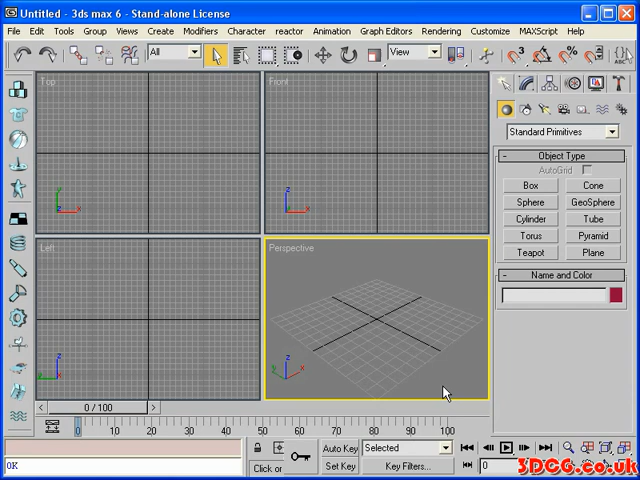 Untitled - 3ds max 6 - Stand-alone License
File Edit Tools Group Views Create Modifiers Character reactor Animation Graph Editors Rendering Customize MAXScript Help
All View 3
ABC
Top
Front
Standard Primitives
- Object Type
AutoGrid
Box Cone
Sphere GeoSphere
Cylinder Tube
Torus Pyramid
Teapot Plane
- Name and Color
y x z
z x
Left
Perspective
z y
z y x
< 0 / 100 >
0 10 20 30 40 50 60 70 80 90 100
Auto Key Selected
OK
Click or
Set Key Key Filters... 0
3DCG.co.uk